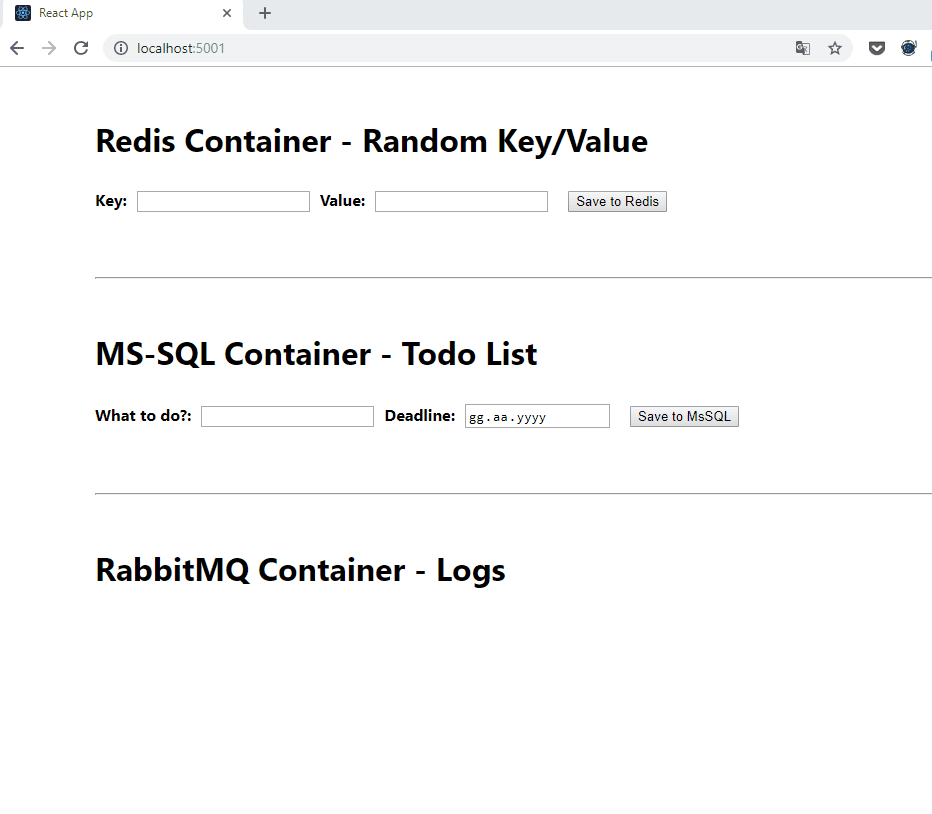 React App
localhost:5001
Redis Container - Random Key/Value
Key: Value: Save to Redis
MS-SQL Container - Todo List
What to do?: Deadline: gg.aa.yyyy Save to MsSQL
RabbitMQ Container - Logs